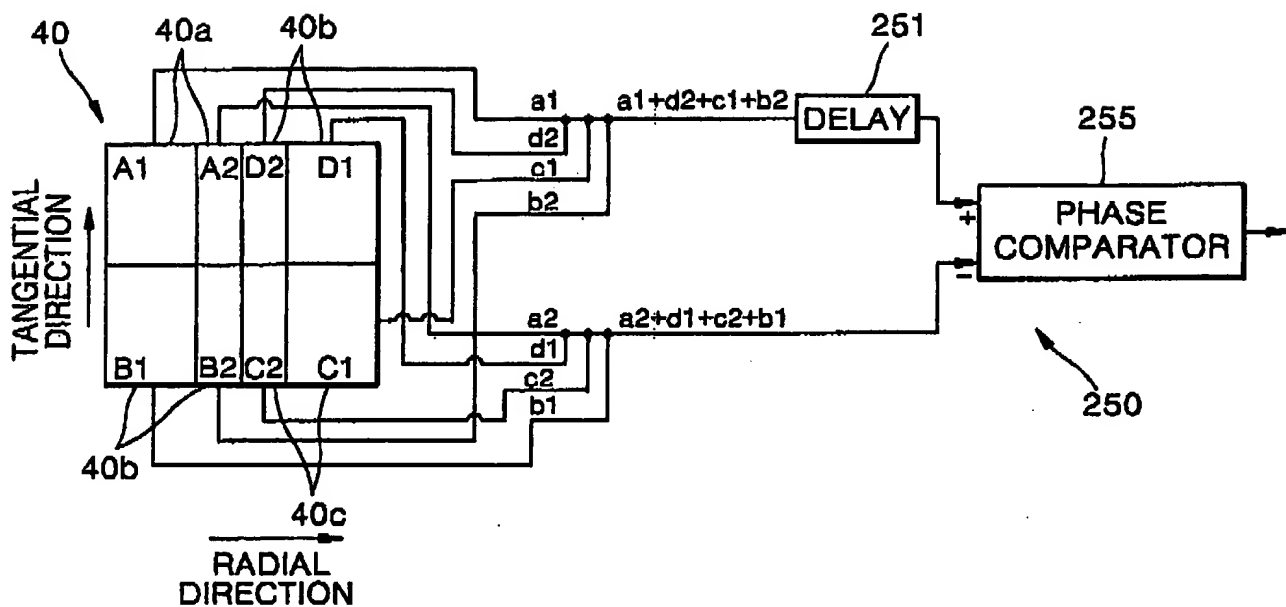 40
40a
40b
251
a1
a1+d2+c1+b2
DELAY
d2
c1
b2
255
A1
A2
D2
D1
PHASE
COMPARATOR
+
−
TANGENTIAL
DIRECTION
a2
a2+d1+c2+b1
d1
c2
b1
B1
B2
C2
C1
250
40b
40c
RADIAL
DIRECTION